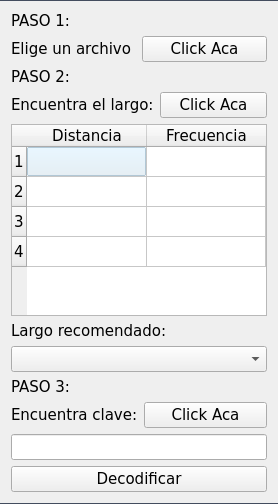 PASO 1:
Elige un archivo Click Aca
PASO 2:
Encuentra el largo: Click Aca
Distancia Frecuencia
1
2
3
4
Largo recomendado:
PASO 3:
Encuentra clave: Click Aca
Decodificar